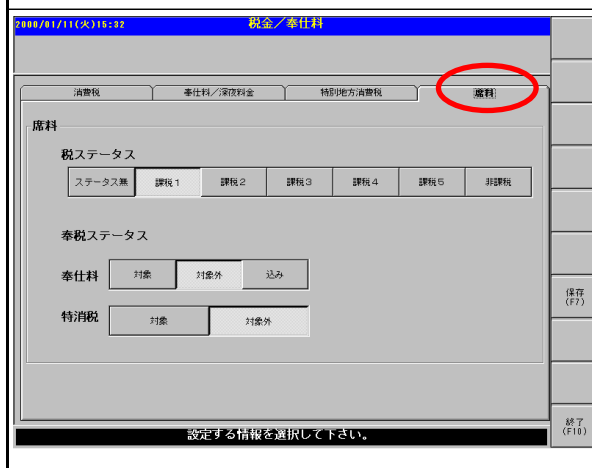 2000/01/11(火)15:32 税金／奉仕料
消費税 奉仕料／深夜料金 特別地方消費税 席料
席料
税ステータス
ステータス無 課税1 課税2 課税3 課税4 課税5 非課税
奉税ステータス
奉仕料 対象 対象外 込み
特消税 対象 対象外
保存
(F7)
終了
(F10)
設定する情報を選択して下さい。